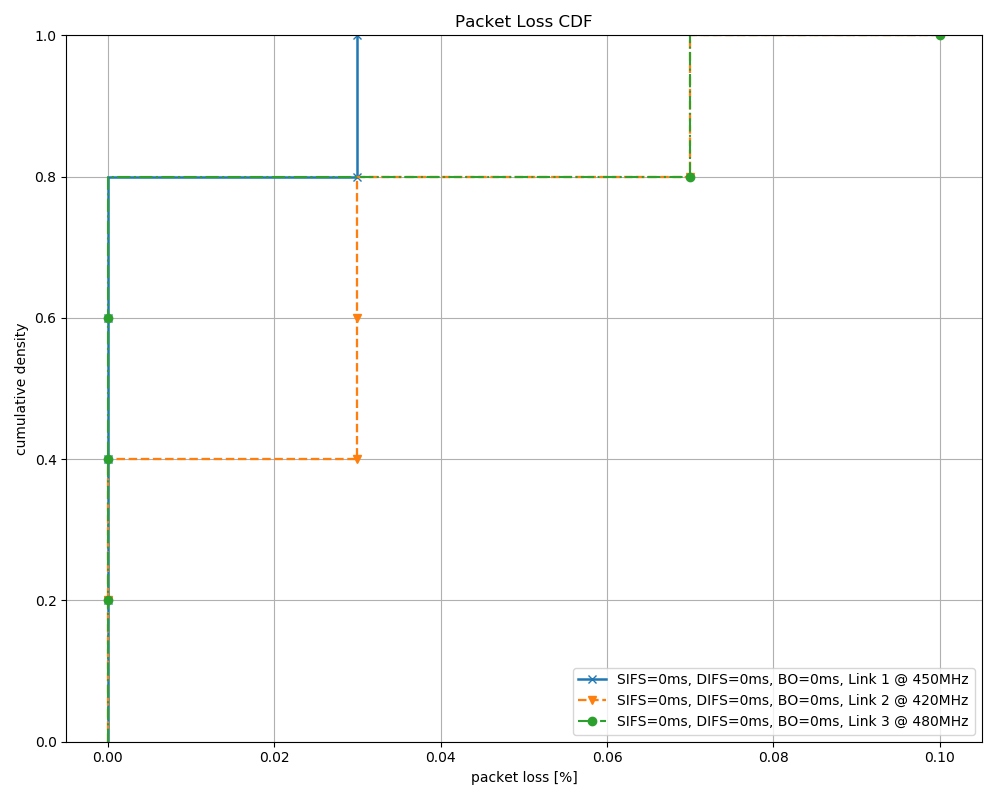 Packet Loss CDF
1.0
0.8
0.6
0.4
0.2
0.0
cumulative density
0.00 0.02 0.04 0.06 0.08 0.10
packet loss [%]
SIFS=0ms, DIFS=0ms, BO=0ms, Link 1 @ 450MHz
SIFS=0ms, DIFS=0ms, BO=0ms, Link 2 @ 420MHz
SIFS=0ms, DIFS=0ms, BO=0ms, Link 3 @ 480MHz